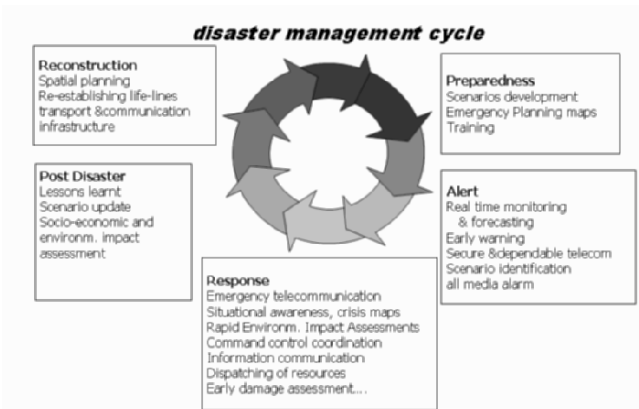 disaster management cycle
Reconstruction
Spatial planning
Re-establishing life-lines
transport &communication
infrastructure
Preparedness
Scenarios development
Emergency Planning maps
Training
Post Disaster
Lessons learnt
Scenario update
Socio-economic and
environm. impact
assessment
Alert
Real time monitoring
& forecasting
Early warning
Secure &dependable telecom
Scenario identification
all media alarm
Response
Emergency telecommunication
Situational awareness, crisis maps
Rapid Environm. Impact Assessments
Command control coordination
Information communication
Dispatching of resources
Early damage assessment....